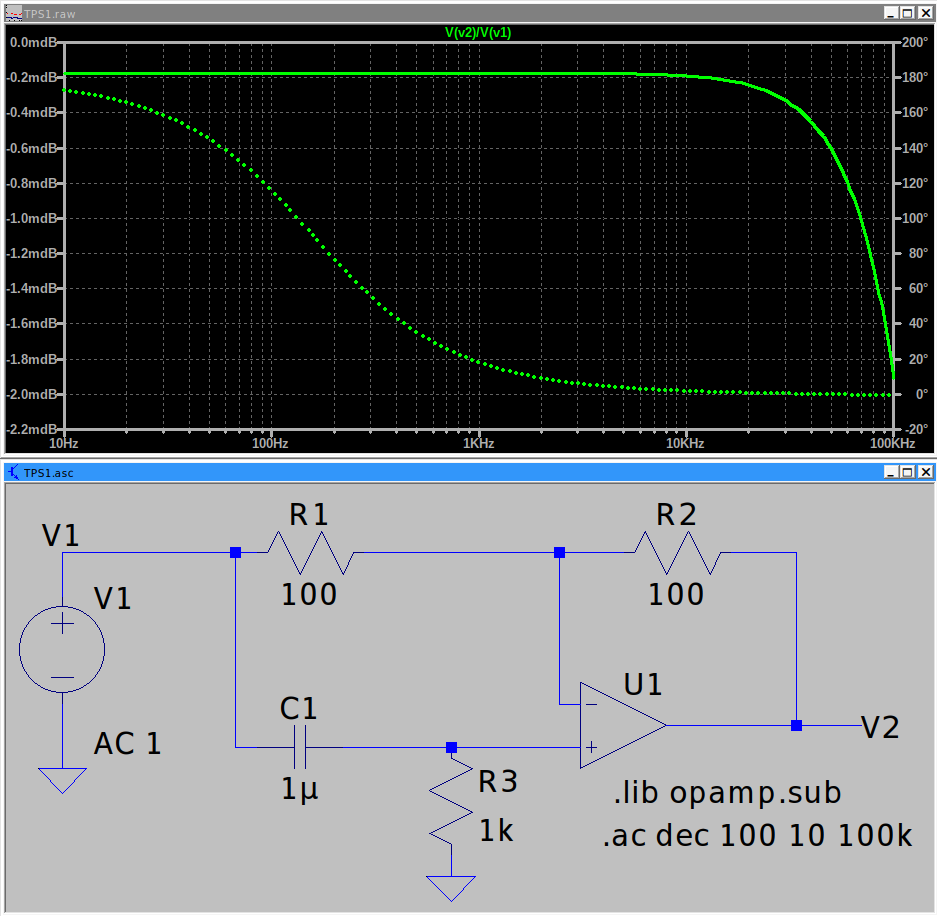 TPS1.raw
V(v2)/V(v1)
0.0mdB 200°
-0.2mdB 180°
-0.4mdB 160°
-0.6mdB 140°
-0.8mdB 120°
-1.0mdB 100°
-1.2mdB 80°
-1.4mdB 60°
-1.6mdB 40°
-1.8mdB 20°
-2.0mdB 0°
-2.2mdB -20°
10Hz 100Hz 1KHz 10KHz 100KHz
TPS1.asc
R1 R2
V1
100 100
V1
U1
C1
V2
AC 1
R3
1µ
.lib opamp.sub
1k
.ac dec 100 10 100k